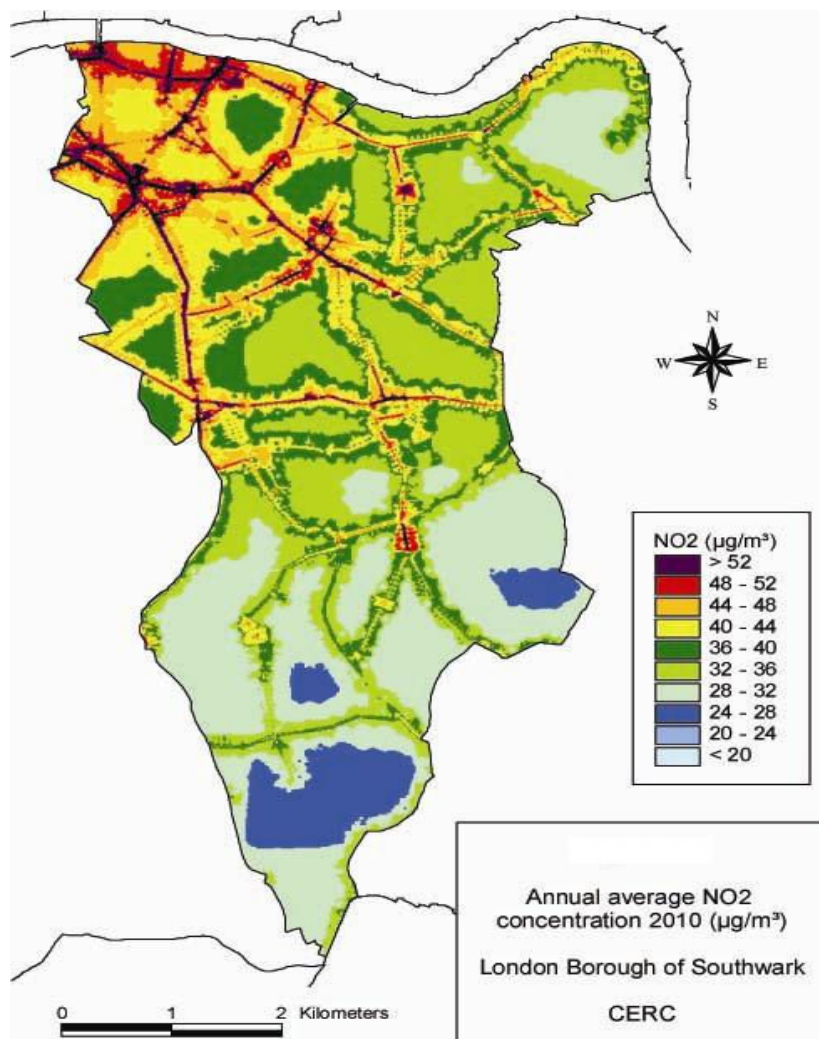 N
W E
S
NO2 (µg/m³)
> 52
48 - 52
44 - 48
40 - 44
36 - 40
32 - 36
28 - 32
24 - 28
20 - 24
< 20
Annual average NO2
concentration 2010 (µg/m³)
London Borough of Southwark
CERC
0 1 2 Kilometers